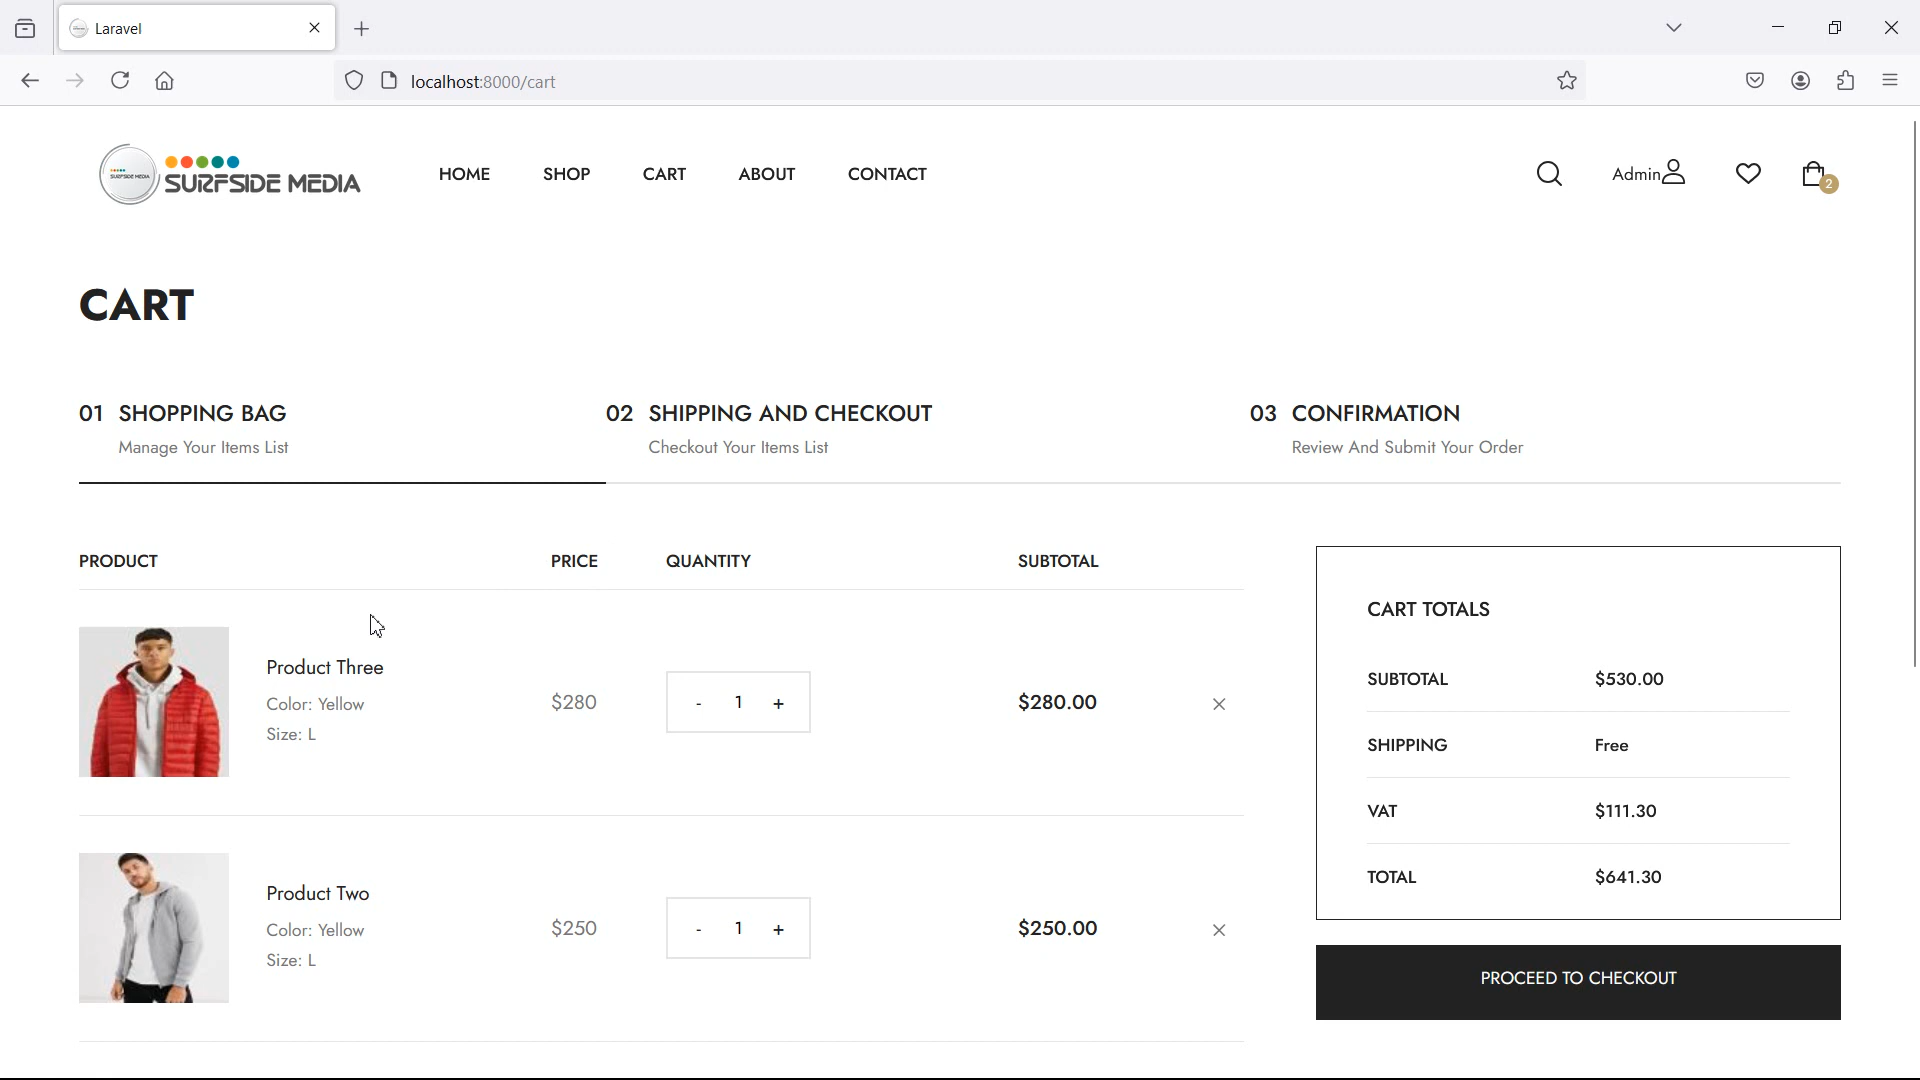 Laravel
localhost:8000/cart
SURFSIDE MEDIA
SURFSIDE MEDIA
HOME
SHOP
CART
ABOUT
CONTACT
Admin
2
CART
01 SHOPPING BAG
Manage Your Items List
02 SHIPPING AND CHECKOUT
Checkout Your Items List
03 CONFIRMATION
Review And Submit Your Order
PRODUCT PRICE QUANTITY SUBTOTAL
Product Three
Color: Yellow
Size: L
$280
- 1 +
$280.00
Product Two
Color: Yellow
Size: L
$250
- 1 +
$250.00
CART TOTALS
SUBTOTAL $530.00
SHIPPING Free
VAT $111.30
TOTAL $641.30
PROCEED TO CHECKOUT